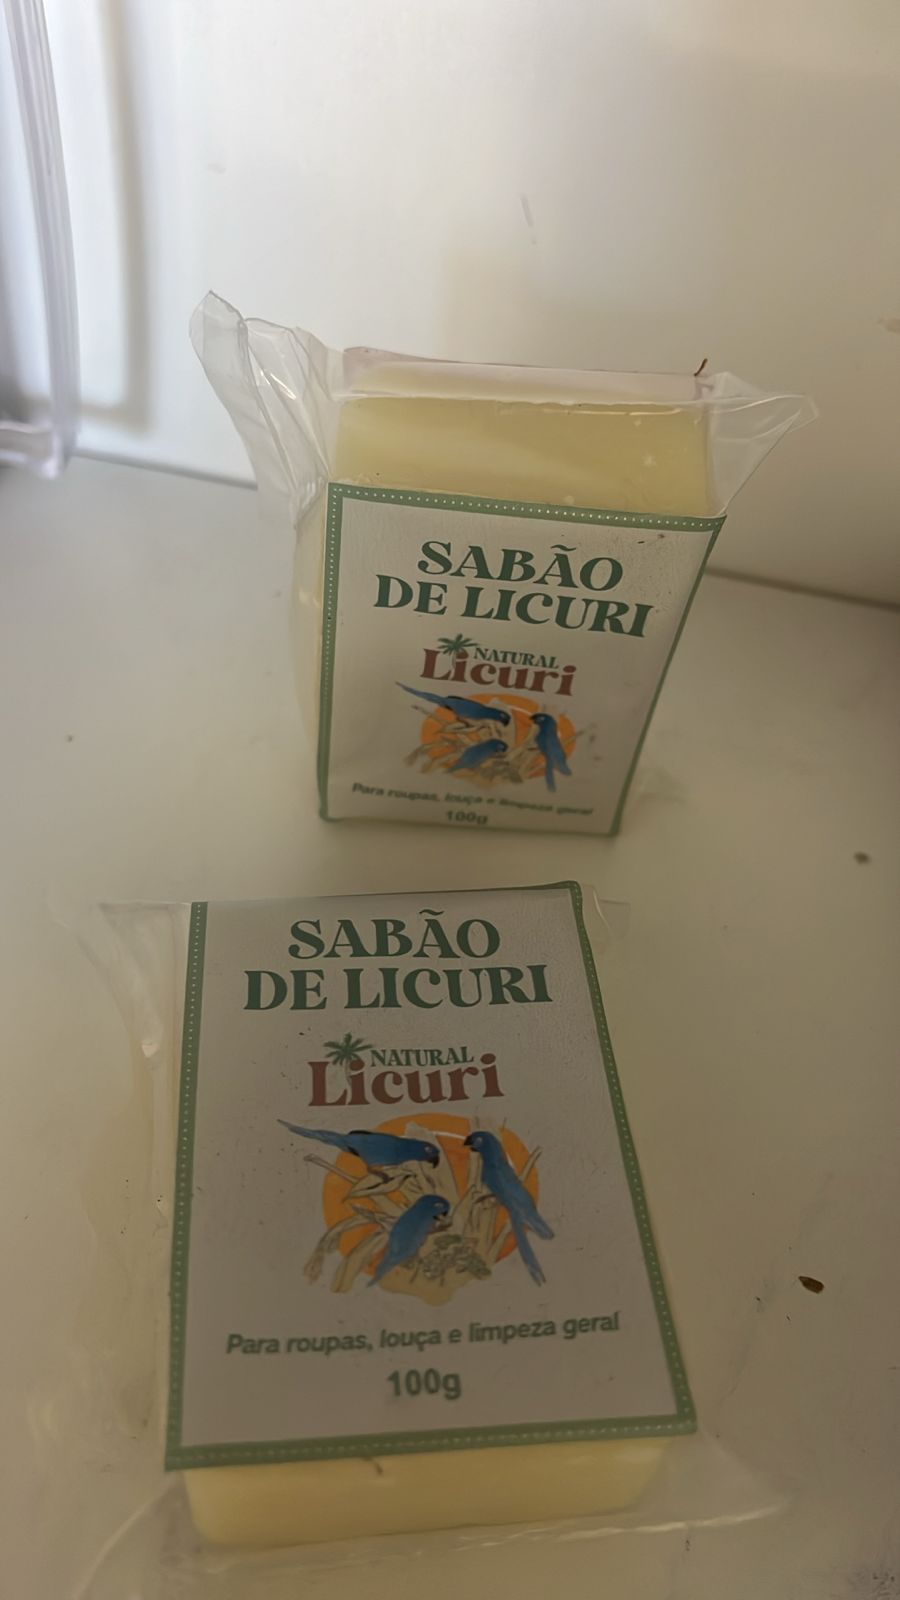 SABÃO
DE LICURI
NATURAL
Licuri
Para roupas, louça e limpeza geral
100g
SABÃO
DE LICURI
NATURAL
Licuri
Para roupas, louça e limpeza geral
100g